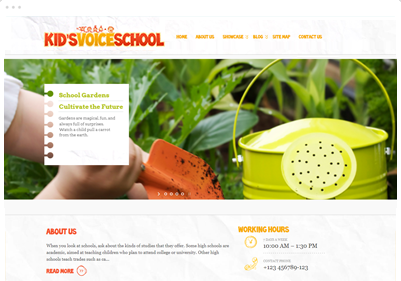 KID'SVOICESCHOOL
HOME ABOUT US SHOWCASE BLOG SITE MAP CONTACT US
School Gardens
Cultivate the Future
Gardens are magical, fun, and
always full of surprises.
Watch a child pull a carrot
from the earth.
ABOUT US
When you look at schools, ask about the kinds of studies that they offer. Some high schools are
academic, aimed at teaching children who plan to attend college or university. Other high
schools teach trades such as ca...
READ MORE
WORKING HOURS
10:00 AM – 1:30 PM
+123 456789-123